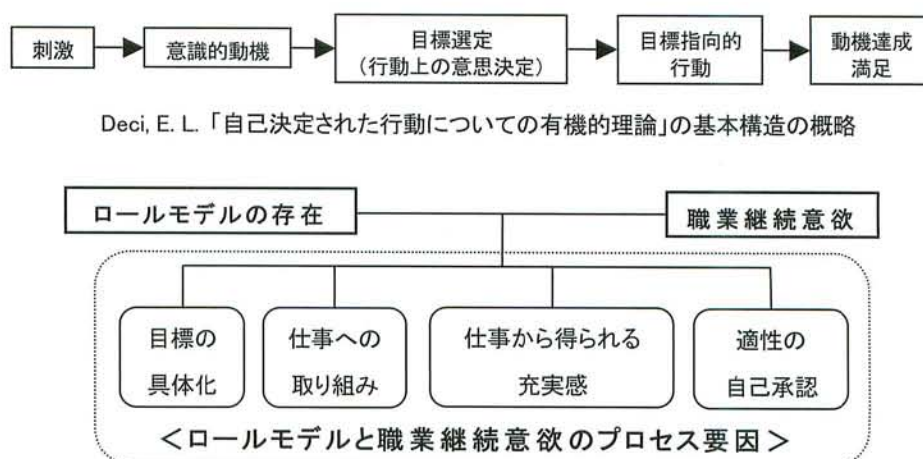 刺激
意識的動機
目標選定
(行動上の意思決定)
目標指向的
行動
動機達成
満足
Deci, E. L.「自己決定された行動についての有機的理論」の基本構造の概略
ロールモデルの存在
職業継続意欲
目標の
具体化
仕事への
取り組み
仕事から得られる
充実感
適性の
自己承認
＜ロールモデルと職業継続意欲のプロセス要因＞